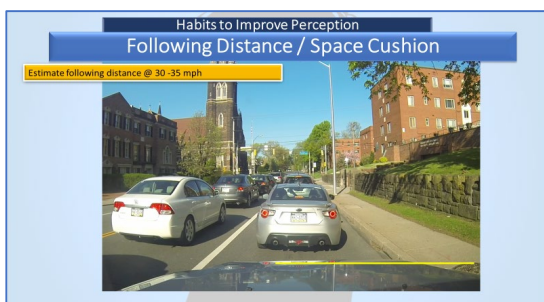 Habits to Improve Perception
Following Distance / Space Cushion
Estimate following distance @ 30 -35 mph